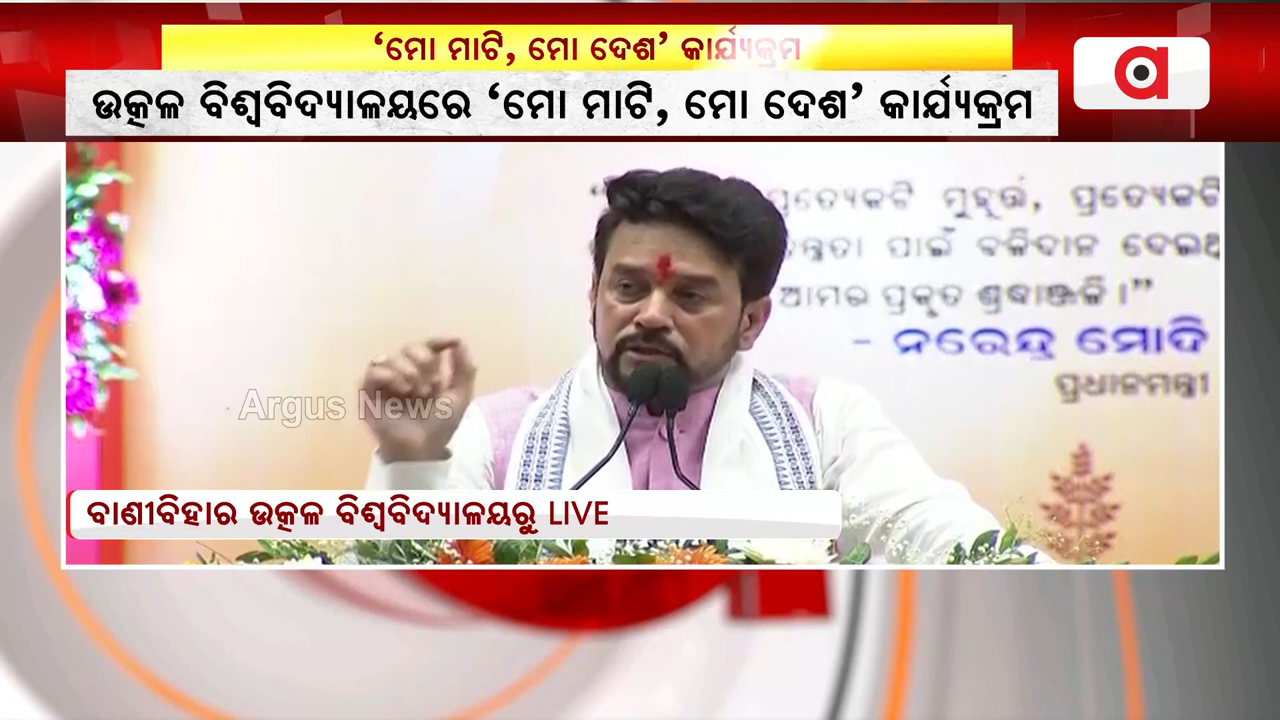 ‘ମୋ ମାଟି, ମୋ ଦେଶ’ କାର୍ଯ୍ୟକ୍ରମ
ଉତ୍କଳ ବିଶ୍ୱବିଦ୍ୟାଳୟରେ ‘ମୋ ମାଟି, ମୋ ଦେଶ’ କାର୍ଯ୍ୟକ୍ରମ
a
ପ୍ରତ୍ୟେକଟି ମୁହୂର୍ତ୍ତ, ପ୍ରତ୍ୟେକଟି
ପାଇଁ ବଳିଦାନ
ଆମର ପ୍ରକୃତ ଶ୍ରଦ୍ଧାଞ୍ଜଳି ।”
- ନରେନ୍ଦ୍ର ମୋଦି
ପ୍ରଧାନମନ୍ତ୍ରୀ
Argus News
ବାଣୀବିହାର ଉତ୍କଳ ବିଶ୍ୱବିଦ୍ୟାଳୟରୁ LIVE